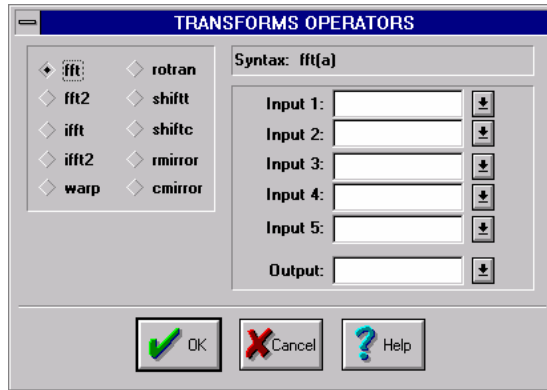 TRANSFORMS OPERATORS
fft
rotran
fft2
shiftt
ifft
shiftc
ifft2
rmirror
warp
cmirror
Syntax: fft(a)
Input 1:
Input 2:
Input 3:
Input 4:
Input 5:
Output:
OK
Cancel
? Help